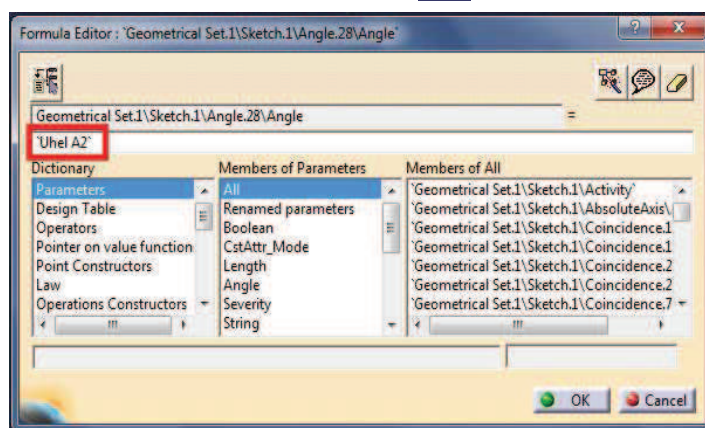 Formula Editor : `Geometrical Set.1\Sketch.1\Angle.28\Angle`
Geometrical Set.1\Sketch.1\Angle.28\Angle =
`Uhel A2`
Dictionary Members of Parameters Members of All
Parameters All `Geometrical Set.1\Sketch.1\Activity`
Design Table Renamed parameters `Geometrical Set.1\Sketch.1\AbsoluteAxis\
Operators Boolean `Geometrical Set.1\Sketch.1\Coincidence.1
Pointer on value function CstAttr_Mode `Geometrical Set.1\Sketch.1\Coincidence.1
Point Constructors Length `Geometrical Set.1\Sketch.1\Coincidence.2
Law Angle `Geometrical Set.1\Sketch.1\Coincidence.2
Operations Constructors Severity `Geometrical Set.1\Sketch.1\Coincidence.7
String
OK Cancel